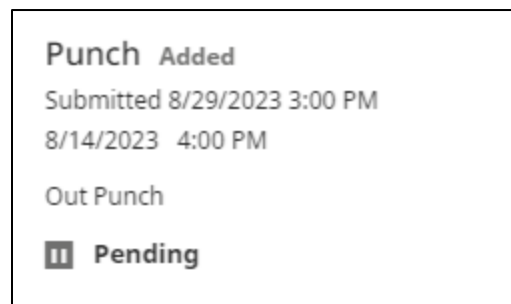 Punch Added
Submitted 8/29/2023 3:00 PM
8/14/2023 4:00 PM
Out Punch
Pending